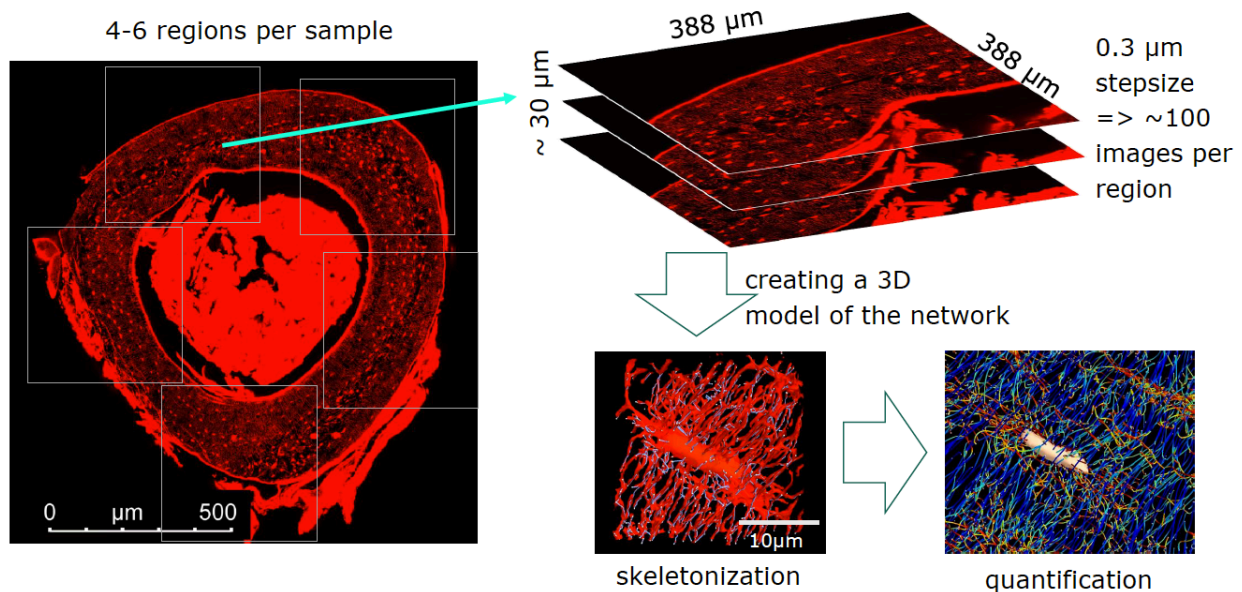 4-6 regions per sample
0 µm 500
388 µm
388 µm
~ 30 µm
0.3 µm
stepsize
=> ~100
images per
region
creating a 3D
model of the network
10µm
skeletonization
quantification